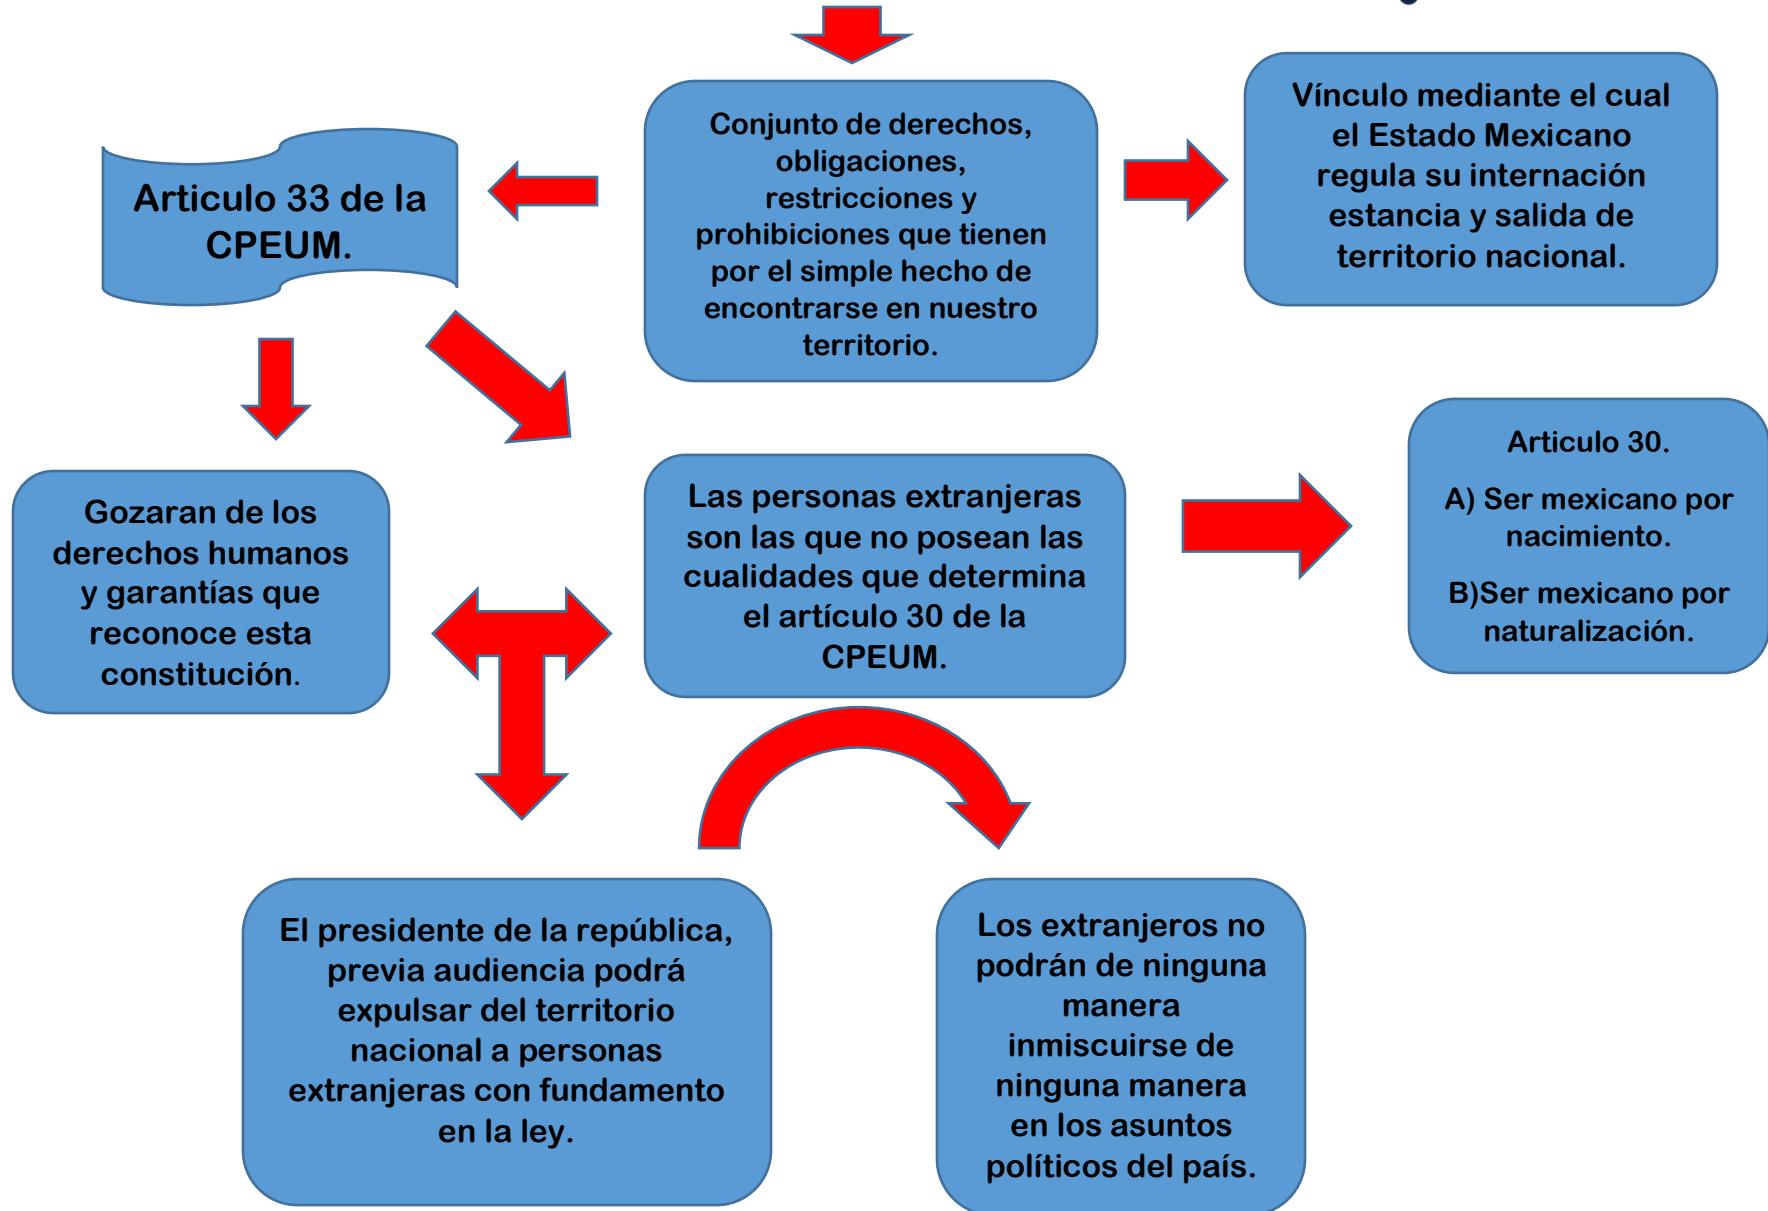 Conjunto de derechos,
obligaciones,
restricciones y
prohibiciones que tienen
por el simple hecho de
encontrarse en nuestro
territorio.
Vínculo mediante el cual
el Estado Mexicano
regula su internación
estancia y salida de
territorio nacional.
Articulo 33 de la
CPEUM.
Gozaran de los
derechos humanos
y garantías que
reconoce esta
constitución.
Las personas extranjeras
son las que no posean las
cualidades que determina
el artículo 30 de la
CPEUM.
Articulo 30.
A) Ser mexicano por
nacimiento.
B)Ser mexicano por
naturalización.
El presidente de la república,
previa audiencia podrá
expulsar del territorio
nacional a personas
extranjeras con fundamento
en la ley.
Los extranjeros no
podrán de ninguna
manera
inmiscuirse de
ninguna manera
en los asuntos
políticos del país.